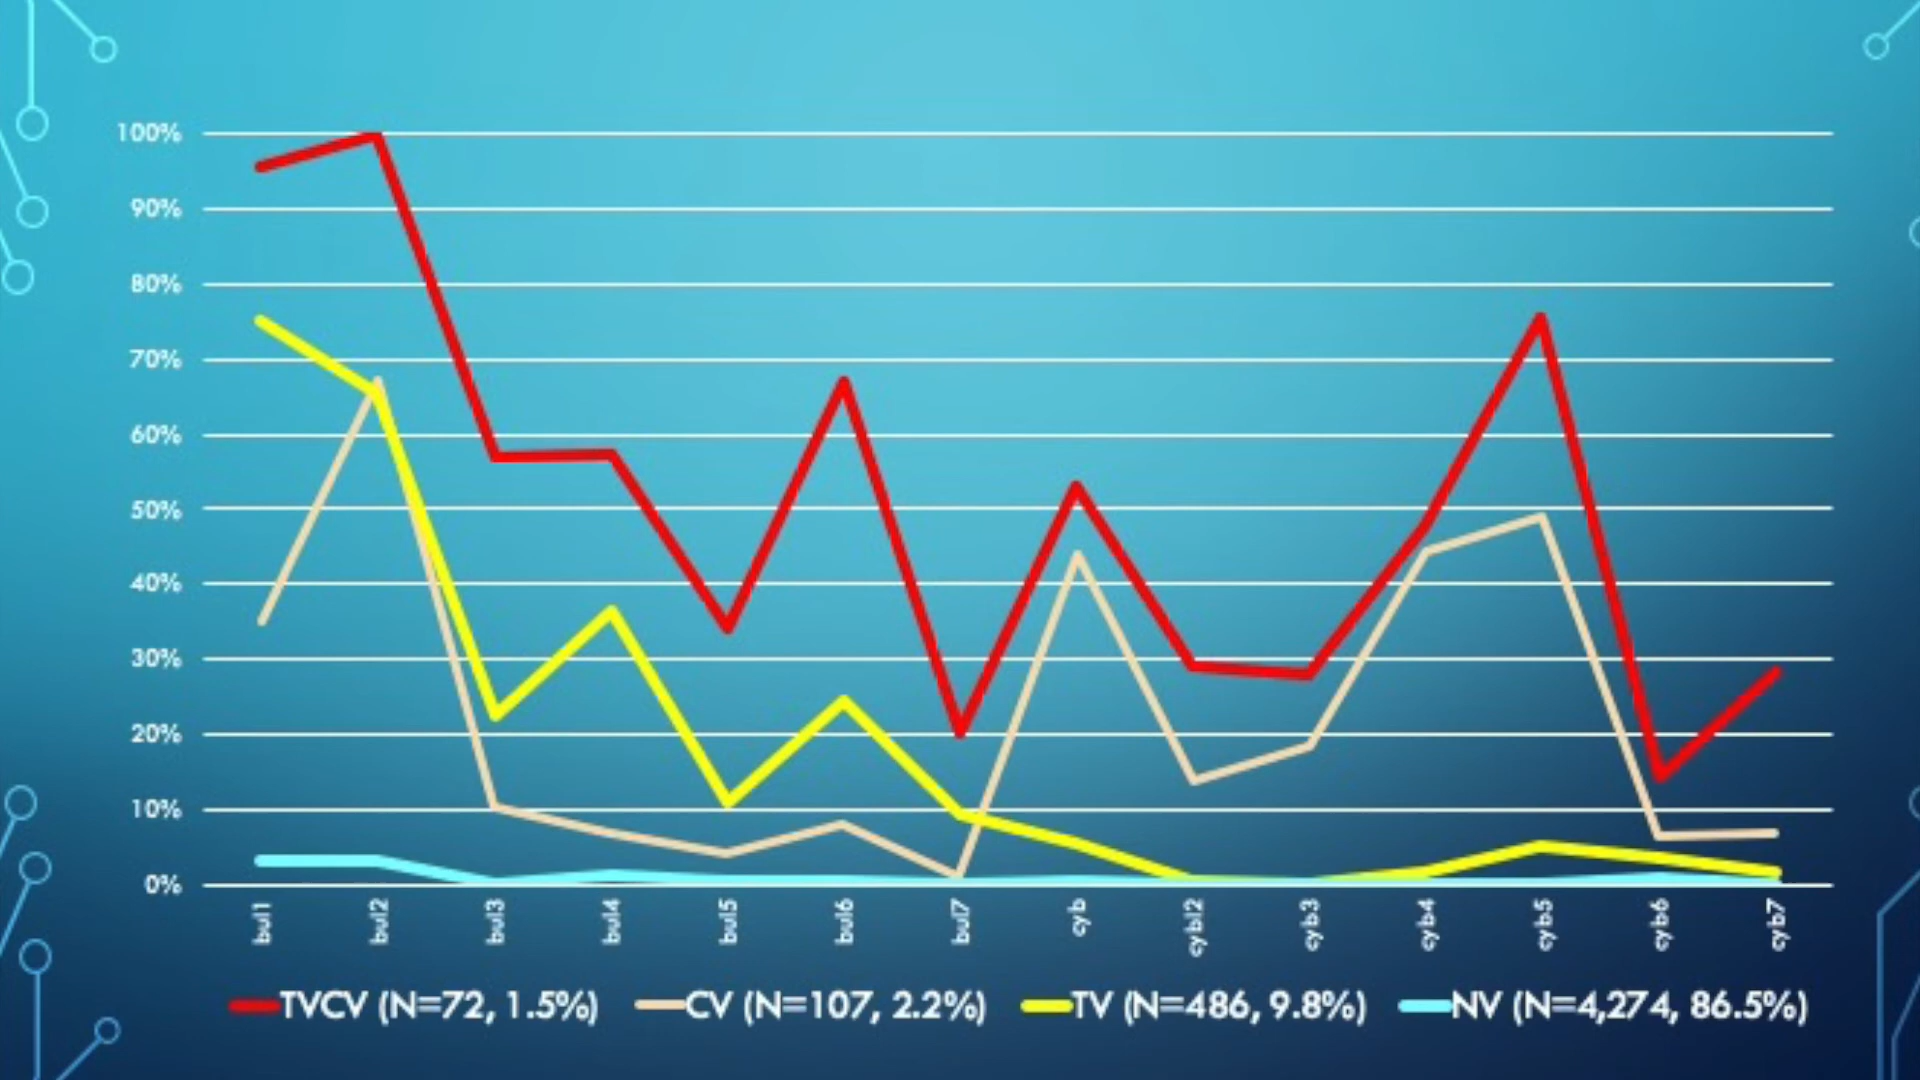 100%
90%
80%
70%
60%
50%
40%
30%
20%
10%
0%
bul1
bul2
bul3
bul4
bul5
bul6
bul7
cyb
cybl2
cyb3
cyb4
cyb5
cyb6
cyb7
TVCV (N=72, 1.5%)
CV (N=107, 2.2%)
TV (N=486, 9.8%)
NV (N=4,274, 86.5%)